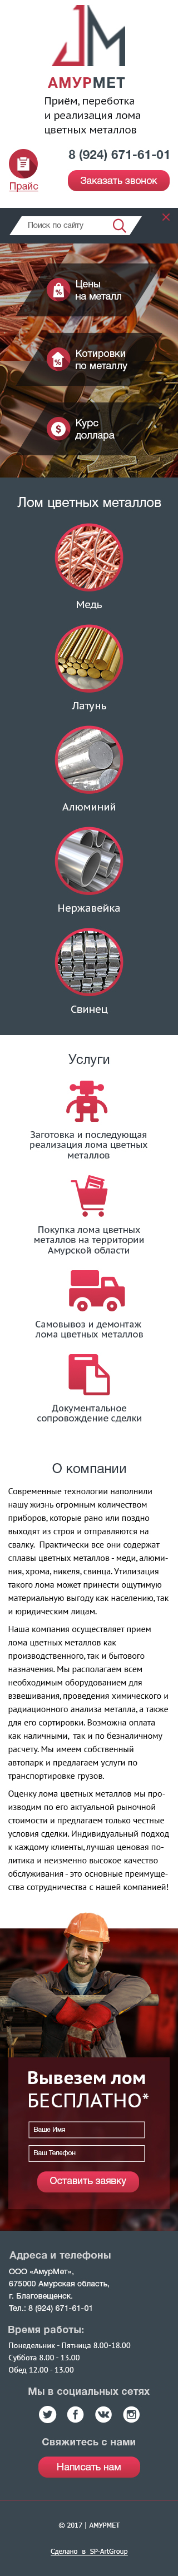 АМУРМЕТ
Приём, переботка
и реализация лома
цветных металлов
Прайс
8 (924) 671-61-01
Заказать звонок
Поиск по сайту
Цены
на металл
Котировки
по металлу
Курс
доллара
Лом цветных металлов
Медь
Латунь
Алюминий
Нержавейка
Свинец
Услуги
Заготовка и последующая
реализация лома цветных
металлов
Покупка лома цветных
металлов на территории
Амурской области
Самовывоз и демонтаж
лома цветных металлов
Документальное
сопровождение сделки
О компании
Современные технологии наполнили
нашу жизнь огромным количеством
приборов, которые рано или поздно
выходят из строя и отправляются на
свалку. Практически все они содержат
сплавы цветных металлов - меди, алюми-
ния, хрома, никеля, свинца. Утилизация
такого лома может принести ощутимую
материальную выгоду как населению, так
и юридическим лицам.
Наша компания осуществляет прием
лома цветных металлов как
производственного, так и бытового
назначения. Мы располагаем всем
необходимым оборудованием для
взвешивания, проведения химического и
радиационного анализа металла, а также
для его сортировки. Возможна оплата
как наличными, так и по безналичному
расчету. Мы имеем собственный
автопарк и предлагаем услуги по
транспортировке грузов.
Оценку лома цветных металлов мы про-
изводим по его актуальной рыночной
стоимости и предлагаем только честные
условия сделки. Индивидуальный подход
к каждому клиенты, лучшая ценовая по-
литика и неизменно высокое качество
обслуживания - это основные преимуще-
ства сотрудничества с нашей компанией!
Вывезем лом
БЕСПЛАТНО*
Ваше Имя
Ваш Телефон
Оставить заявку
Адреса и телефоны
ООО «АмурМет»,
675000 Амурская область,
г. Благовещенск.
Тел.: 8 (924) 671-61-01
Время работы:
Понедельник - Пятница 8.00-18.00
Суббота 8.00 - 13.00
Обед 12.00 - 13.00
Мы в социальных сетях
Свяжитесь с нами
Написать нам
© 2017 | АМУРМЕТ
Сделано в SP-ArtGroup